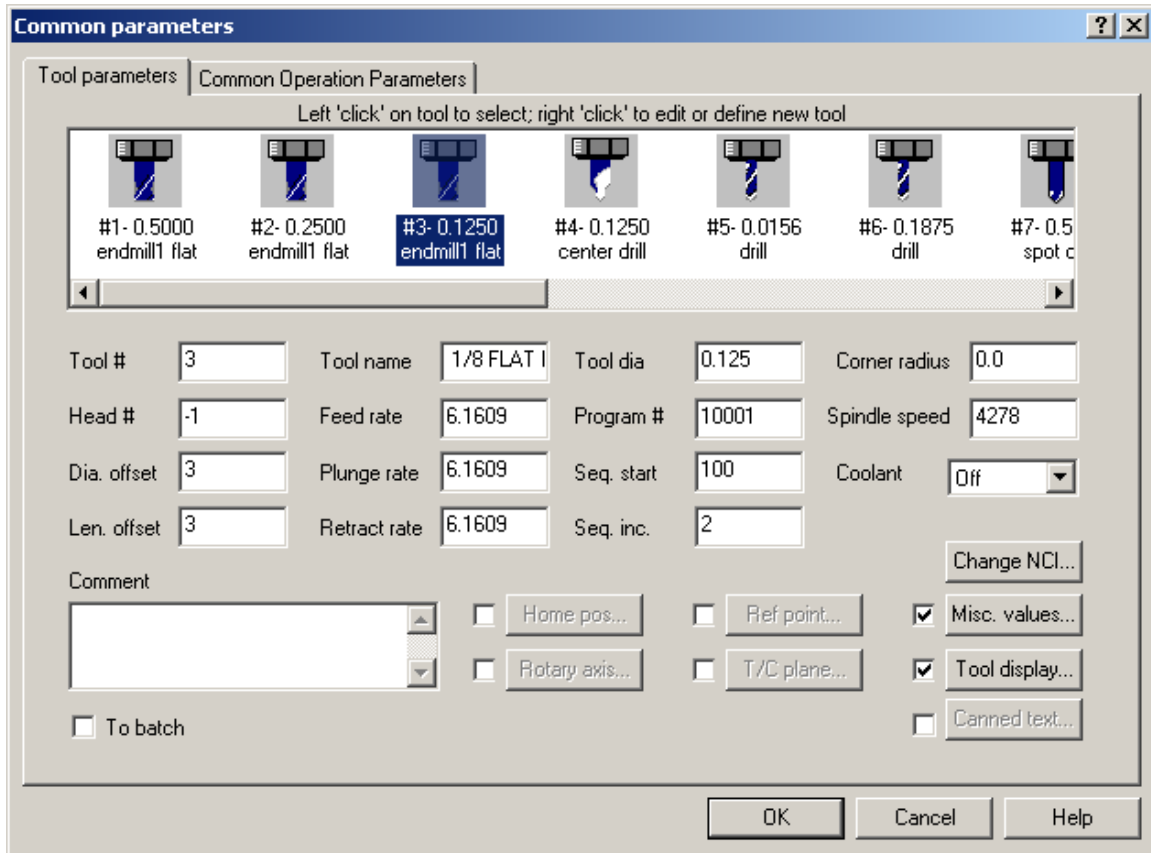 Common parameters
Tool parameters
Common Operation Parameters
Left 'click' on tool to select; right 'click' to edit or define new tool
#1- 0.5000
endmill1 flat
#2- 0.2500
endmill1 flat
#3- 0.1250
endmill1 flat
#4- 0.1250
center drill
#5- 0.0156
drill
#6- 0.1875
drill
#7- 0.5
spot
Tool # 3 Tool name 1/8 FLAT Tool dia 0.125 Corner radius 0.0
Head # -1 Feed rate 6.1609 Program # 10001 Spindle speed 4278
Dia. offset 3 Plunge rate 6.1609 Seq. start 100 Coolant Off
Len. offset 3 Retract rate 6.1609 Seq. inc. 2
Change NCI...
Comment
Home pos... Ref point... Misc. values...
Rotary axis... T/C plane... Tool display...
To batch
Canned text...
OK Cancel Help